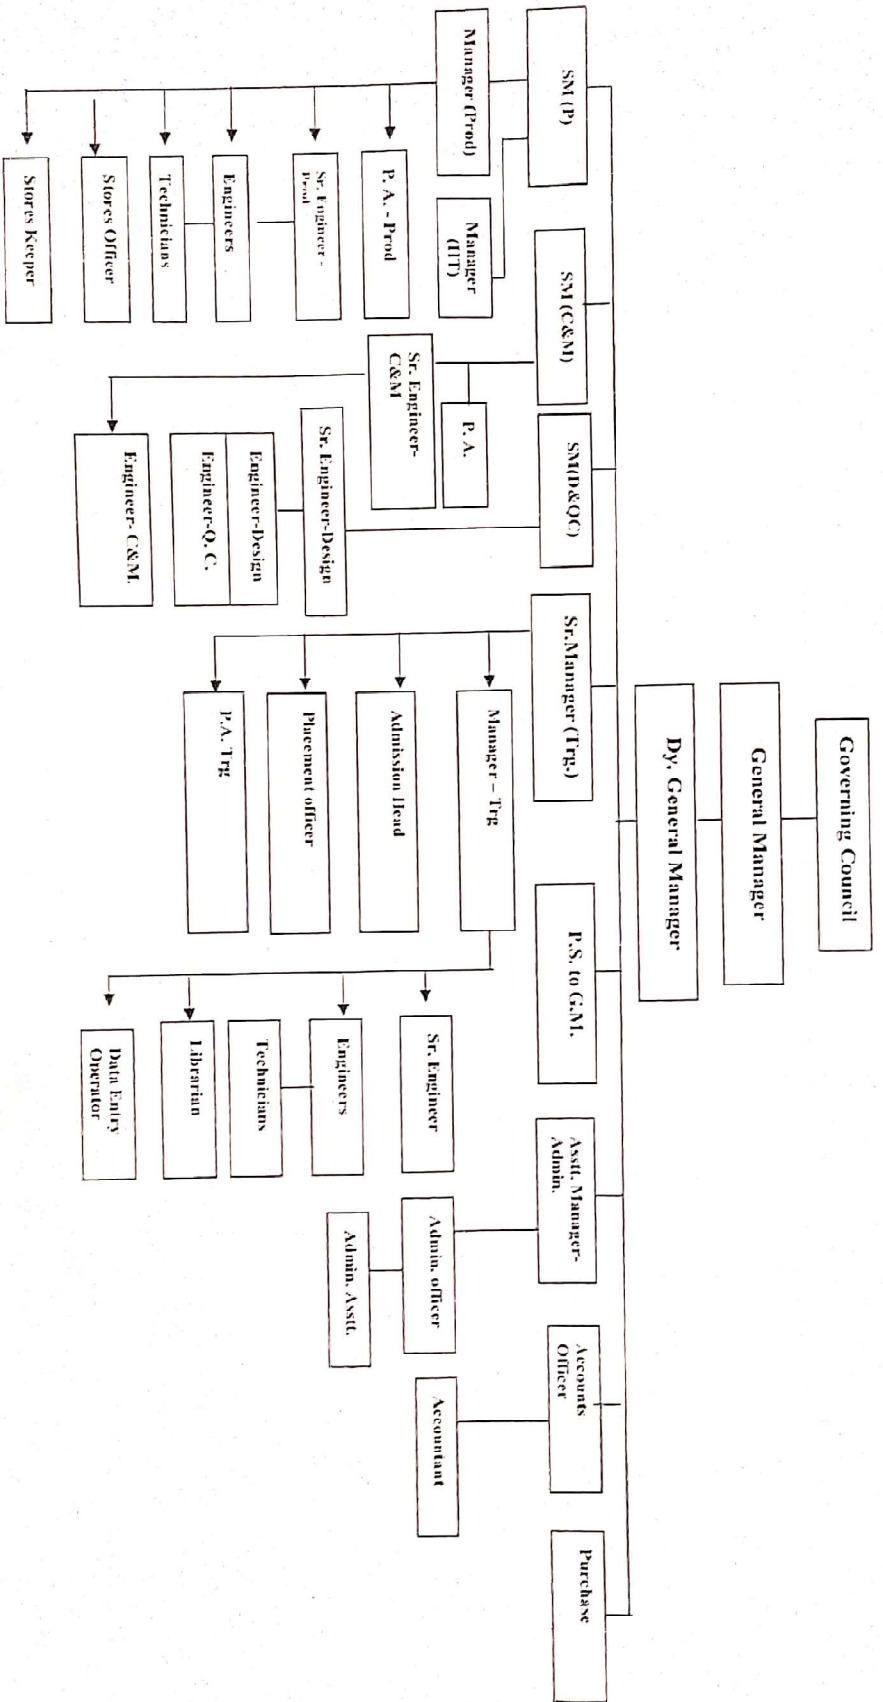 Governing Council
General Manager
Dy, General Manager
SM (P)
SM (C&M)
SM(D&QC)
Sr.Manager (Trg.)
P.S. to G.M.
Asstt. Manager-
Admin.
Accounts
Officer
Purchase
Manager (Prod)
Manager
P. A. - Prod
Sr. Engineer -
Prod
Engineers
Technicians
Stores Officer
Stores Keeper
P. A.
Sr. Engineer-
C&M
Engineer- C&M.
Sr. Engineer-Design
Engineer-Design
Engineer-Q. C.
Manager – Trg
Admission Head
Placement officer
P.A. Trg
Sr. Engineer
Engineers
Technicians
Librarian
Data Entry
Operator
Admin. officer
Admin. Asstt.
Accountant